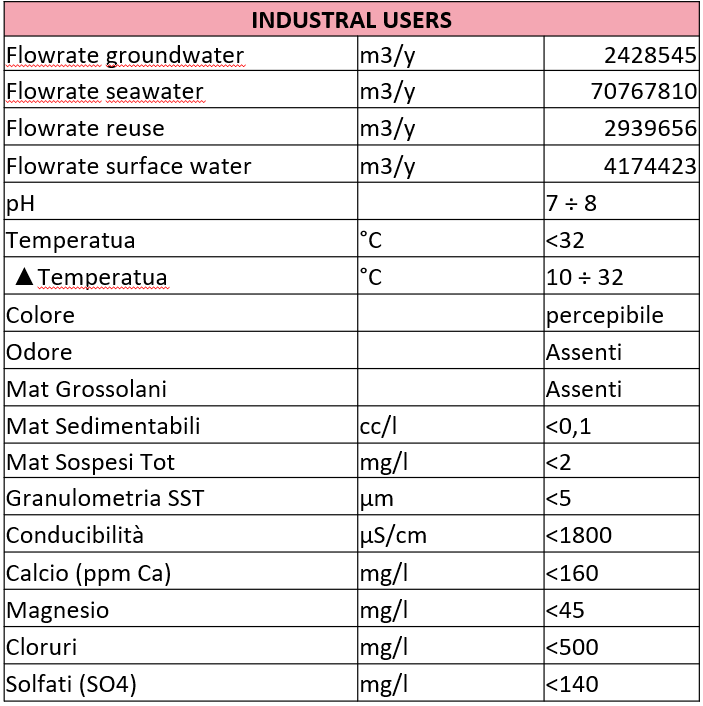 INDUSTRAL USERS
Flowrate groundwater m3/y 2428545
Flowrate seawater m3/y 70767810
Flowrate reuse m3/y 2939656
Flowrate surface water m3/y 4174423
pH 7 ÷ 8
Temperatua °C <32
▲Temperatua °C 10 ÷ 32
Colore percepibile
Odore Assenti
Mat Grossolani Assenti
Mat Sedimentabili cc/l <0,1
Mat Sospesi Tot mg/l <2
Granulometria SST µm <5
Conducibilità µS/cm <1800
Calcio (ppm Ca) mg/l <160
Magnesio mg/l <45
Cloruri mg/l <500
Solfati (SO4) mg/l <140